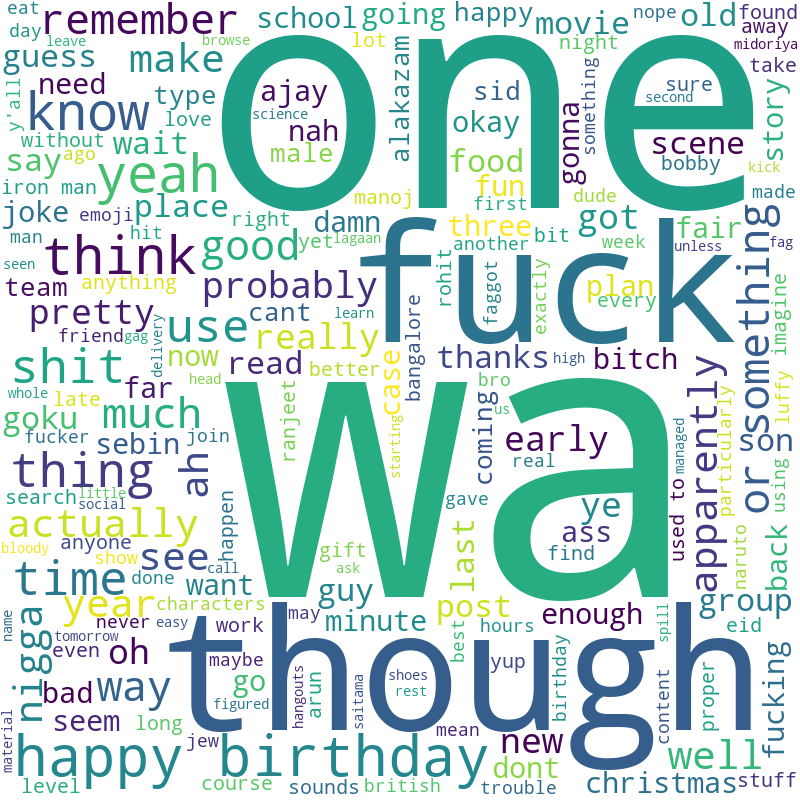 eat
remember
school
going
happy
movie
old
found
day
leave
browse
lot
night
nope
away
midoriya
guess
make
one
y'all
need
type
ajay
alakazam
sid
something
sure
second
take
know
science
love
nah
okay
gonna
scene
story
without
wait
male
food
bobby
say
ago
yeah
fun
kick
iron man
place
manoj
first
dude
made
joke
emoji
right
damn
three
got
fair
man
hit
yet
lagaan
another
bit
week
unless
fag
seen
think
good
fuck
rohit
faggot
exactly
or something
imagine
team
anything
probably
plan
every
pretty
use
cant
bangalore
friend
gag
delivery
really
learn
now
read
better
case
thanks
high
bitch
shit
far
whole
late
head
bro
us
luffy
goku
much
ranjeet
wa
coming
early
apparently
particularly
son
fucker
sebin
join
starting
real
managed
used to
thing
ah
search
little
social
gave
ye
using
back
naruto
actually
happen
ass
find
bloody
anyone
see
show
done
call
gift
ask
last
time
want
year
characters
guy
post
group
name
never
easy
may
minute
hours
enough
spill
eid
tomorrow
nigga
even
oh
work
though
best
yup
birthday
bad
way
maybe
go
hangouts
arun
shoes
rest
saitama
content
proper
fucking
seem
long
figured
mean
new
material
happy birthday
jew
dont
well
level
course
sounds
british
trouble
christmas
stuff